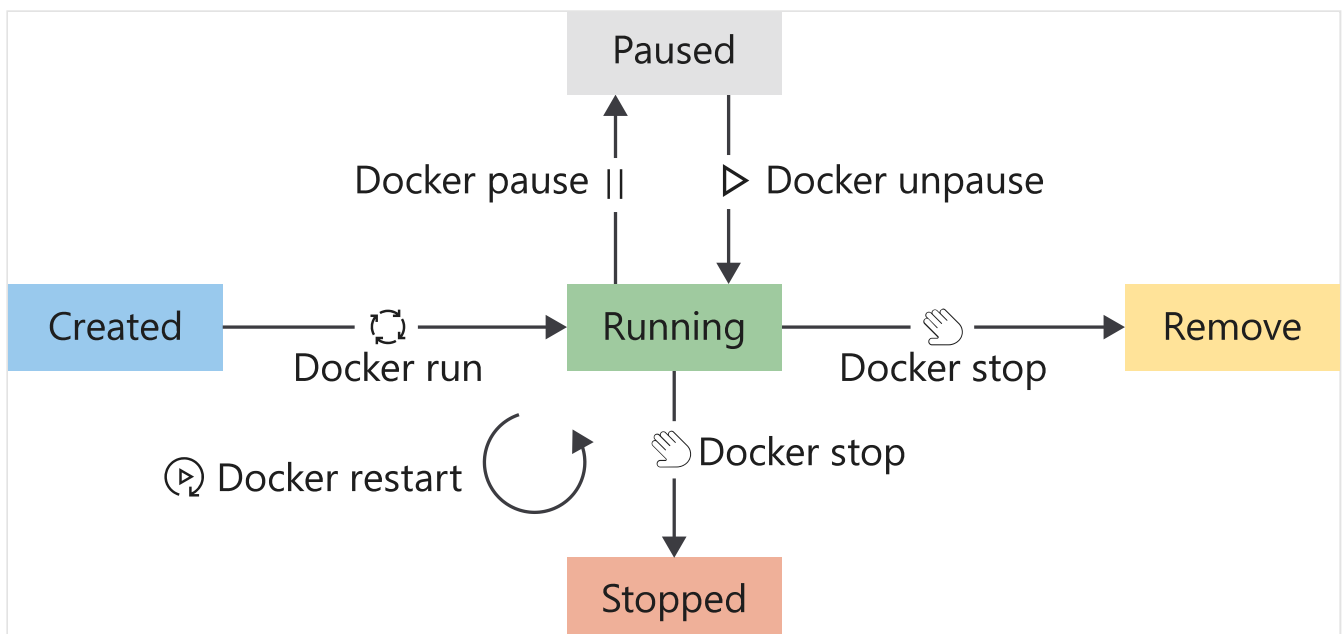 Paused
Docker pause
Docker unpause
Created
Docker run
Running
Docker stop
Remove
Docker restart
Docker stop
Stopped